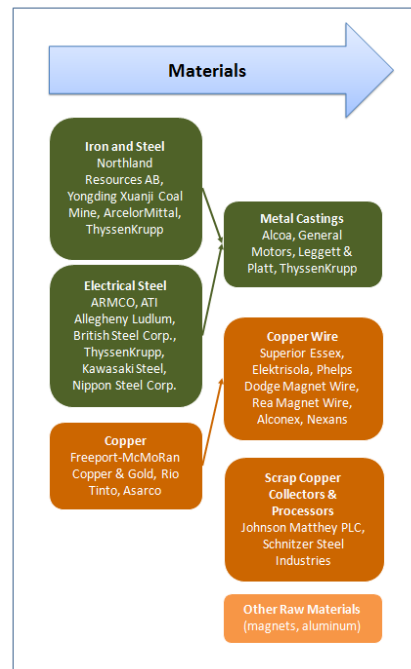 Materials
Iron and Steel
Northland
Resources AB,
Yongding Xuanji Coal
Mine, ArcelorMittal,
ThyssenKrupp
Electrical Steel
ARMCO, ATI
Allegheny Ludlum,
British Steel Corp.,
ThyssenKrupp,
Kawasaki Steel,
Nippon Steel Corp.
Copper
Freeport-McMoRan
Copper & Gold, Rio
Tinto, Asarco
Metal Castings
Alcoa, General
Motors, Leggett &
Platt, ThyssenKrupp
Copper Wire
Superior Essex,
Elektrisola, Phelps
Dodge Magnet Wire,
Rea Magnet Wire,
Alconex, Nexans
Scrap Copper
Collectors &
Processors
Johnson Matthey PLC,
Schnitzer Steel
Industries
Other Raw Materials
(magnets, aluminum)